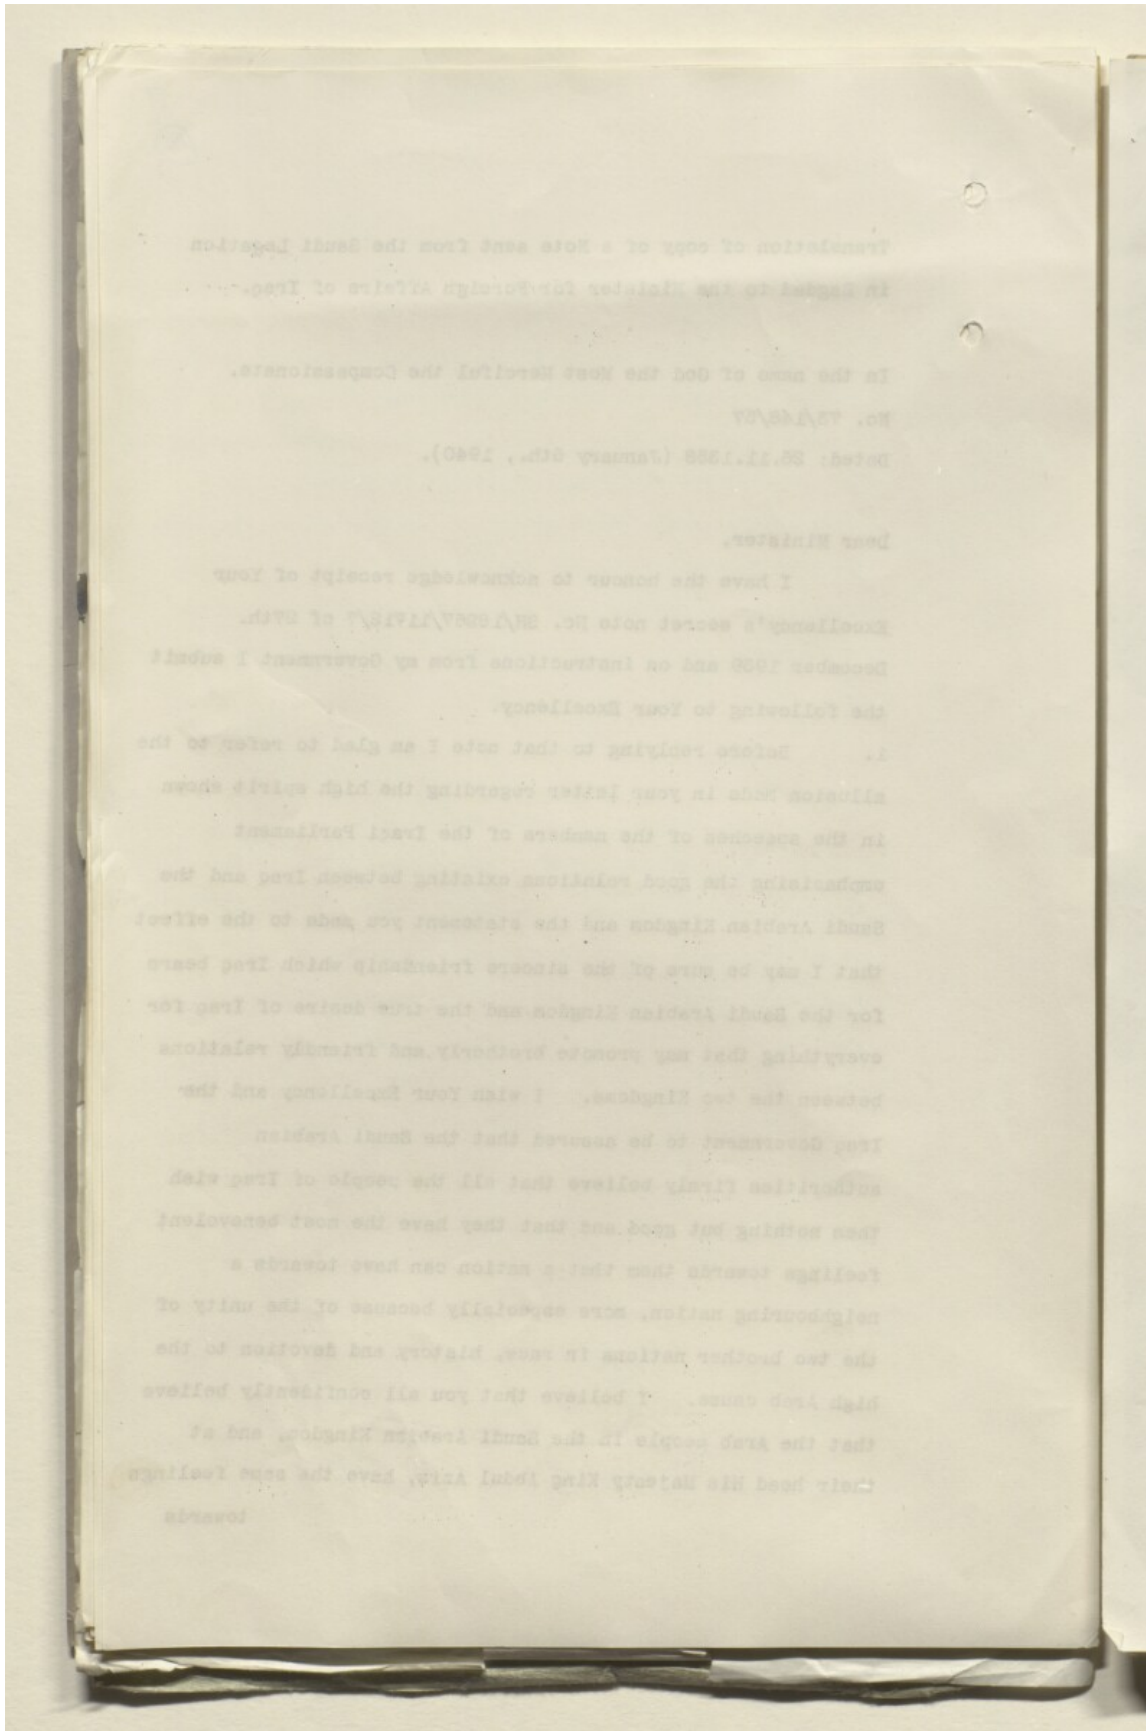 Translation of copy of a Note sent from the Saudi Legation
in Bagdad to the Minister for Foreign Affairs of Iraq.
In the name of God the Most Merciful the Compassionate.
No.
Dated: 26.11.1358 (January 6th., 1940).
Dear Minister,
I have the honour to acknowledge receipt of Your
Excellency's secret note No. of 27th.
December 1939 and on instructions from my Government I submit
the following to Your Excellency.
1. Before replying to that note I am glad to refer to the
allusion made in your letter regarding the high spirit shown
in the speeches of the members of the Iraqi Parliament
emphasising the good relations existing between Iraq and the
Saudi Arabian Kingdom and the statement you made to the effect
that I may be sure of the sincere friendship which Iraq bears
for the Saudi Arabian Kingdom and the true desire of Iraq for
everything that may promote brotherly and friendly relations
between the two Kingdoms. I wish Your Excellency and the
Iraq Government to be assured that the Saudi Arabian
authorities firmly believe that all the people of Iraq wish
them nothing but good and that they have the most benevolent
feelings towards them that a nation can have towards a
neighbouring nation, more especially because of the unity of
the two brother nations in race, history and devotion to the
high Arab cause. I believe that you all confidently believe
that the Arab people in the Saudi Arabian Kingdom, and at
their head His Majesty King Abdul Aziz, have the same feelings
towards